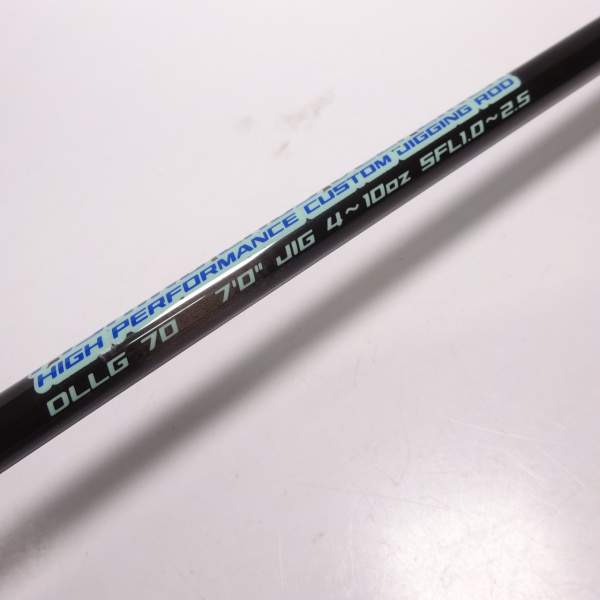 HIGH PERFORMANCE CUSTOM JIGGING ROD
OLLG 70 7'0" JIG 4~10oz SFL1.0~2.5